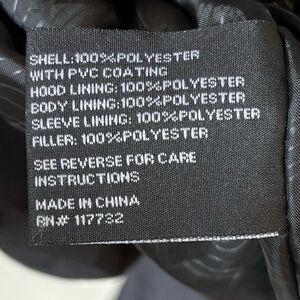 SHELL:100%POLYESTER
WITH PVC COATING
HOOD LINING:100%POLYESTER
BODY LINING:100%POLYESTER
SLEEVE LINING:100%POLYESTER
FILLER: 100%POLYESTER
SEE REVERSE FOR CARE
INSTRUCTIONS
MADE IN CHINA
RN# 117732